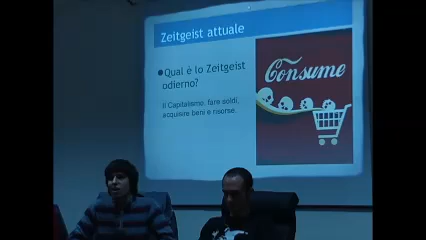 Zeitgeist attuale
Qual è lo Zeitgeist
odierno?
Il Capitalismo, fare soldi,
acquisire beni e risorse.
Consume